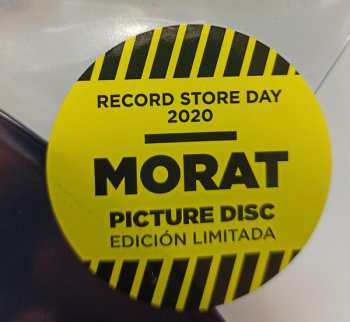 RECORD STORE DAY
2020
MORAT
PICTURE DISC
EDICIÓN LIMITADA